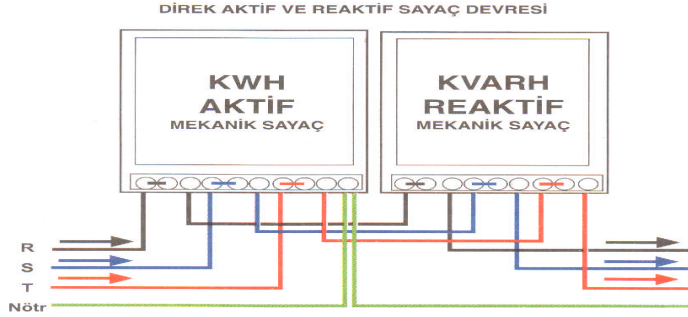 DİREK AKTİF VE REAKTİF SAYAÇ DEVRESİ
KWH
AKTİF
MEKANİK SAYAÇ
KVARH
REAKTİF
MEKANİK SAYAÇ
R
S
T
Nötr